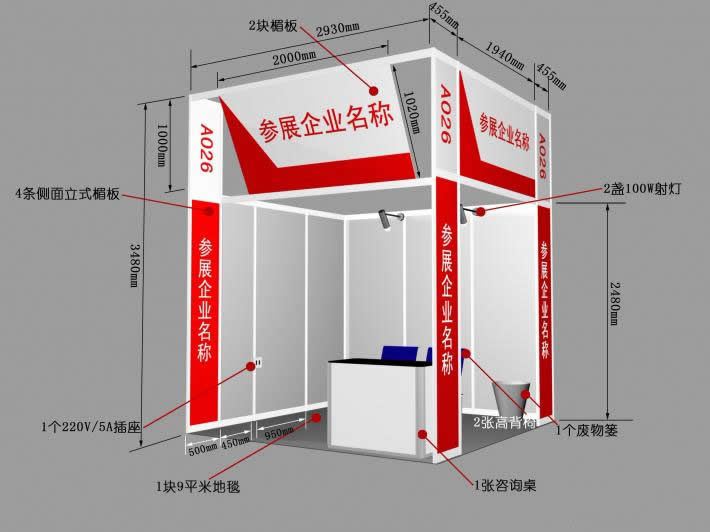 2块楣板
2930mm
2000mm
455mm
1940mm
455mm
1020mm
1000mm
3480mm
2480mm
A026
参展企业名称
A026
参展企业名称
A026
4条侧面立式楣板
2盏100W射灯
参展企业名称
参展企业名称
参展企业名称
1个220V/5A插座
500mm
450mm
950mm
2张高背椅
1个废物篓
1块9平米地毯
1张咨询桌